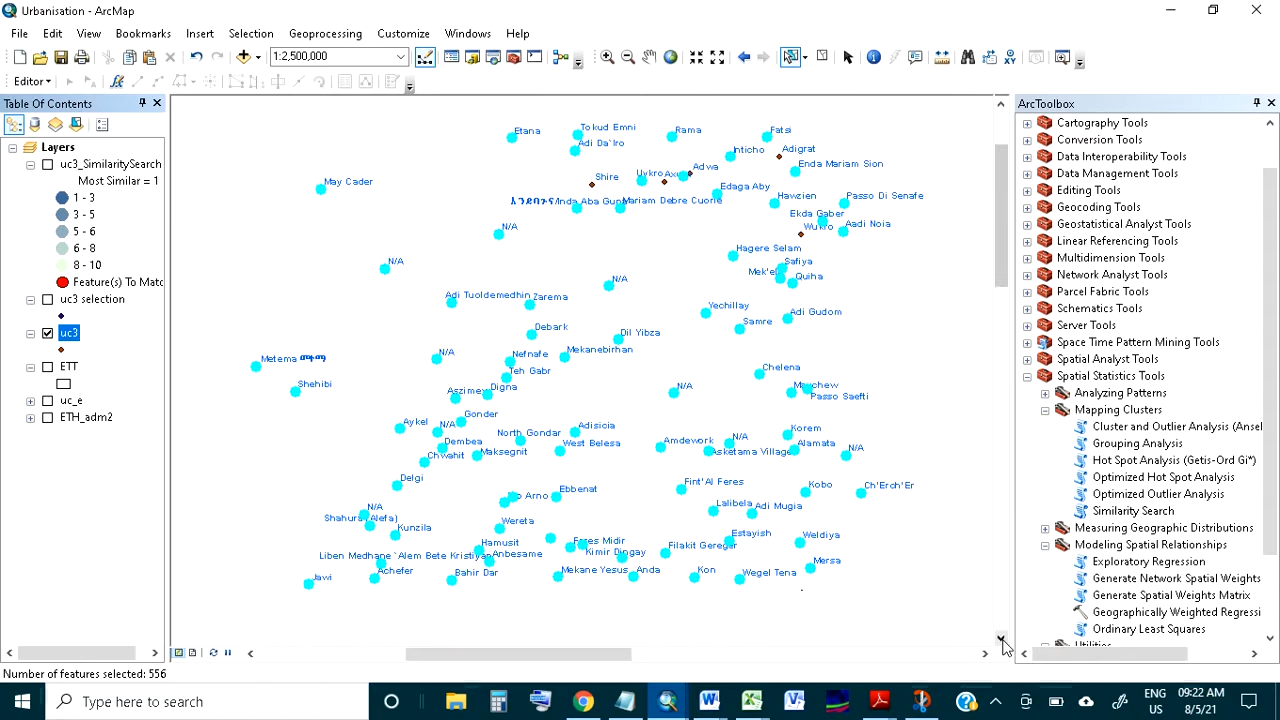 Urbanisation - ArcMap
File Edit View Bookmarks Insert Selection Geoprocessing Customize Windows Help
1:2,500,000
Editor
Table Of Contents
Layers
uc3_SimilaritySearch
Most Similar = 1
1 - 3
3 - 5
5 - 6
6 - 8
8 - 10
Feature(s) To Matc
uc3 selection
uc3
ETT
uc_e
ETH_adm2
Etana
Tokud Emni
Rama
Fatsi
Adi Da`Iro
Inticho
Adigrat
Enda Mariam Sion
Adwa
May Cader
Shire
Edaga Aby
Hawzien
Passo Di Senafe
Mariam Debre Cuorie
Ekda Gaber
N/A
Wukro
Aadi Noia
Hagere Selam
N/A
Safiya
Quiha
N/A
Adi Tuoldemedhin
Zarema
Yechillay
Adi Gudom
Samre
Debark
Dil Yibza
N/A
Nefnafe
Mekanebirhan
Metema መተማ
Teh Gabr
Chelena
Shehibi
Digna
N/A
Passo Saefti
Gonder
Aykel
N/A
North Gondar
Adisicia
Korem
Dembea
Maksegnit
West Belesa
Amdework
N/A
Alamata
N/A
Chwahit
Asketama Village
Delgi
Ebbenat
Fint'Al Feres
Kobo
Ch'Erch'Er
N/A
Lalibela
Adi Mugia
Shahura (Alefa)
Kunzila
Wereta
Estayish
Weldiya
Hamusit
Kimir Dingay
Filakit Geregera
Liben Medhane `Alem Bete Kristiyan
Anbesame
Jawi
Achefer
Bahir Dar
Mekane Yesus
Anda
Kon
Wegel Tena
Mersa
ArcToolbox
Cartography Tools
Conversion Tools
Data Interoperability Tools
Data Management Tools
Editing Tools
Geocoding Tools
Geostatistical Analyst Tools
Linear Referencing Tools
Multidimension Tools
Network Analyst Tools
Parcel Fabric Tools
Schematics Tools
Server Tools
Space Time Pattern Mining Tools
Spatial Analyst Tools
Spatial Statistics Tools
Analyzing Patterns
Mapping Clusters
Cluster and Outlier Analysis (Ansel
Grouping Analysis
Hot Spot Analysis (Getis-Ord Gi*)
Optimized Hot Spot Analysis
Optimized Outlier Analysis
Similarity Search
Measuring Geographic Distributions
Modeling Spatial Relationships
Exploratory Regression
Generate Network Spatial Weights
Generate Spatial Weights Matrix
Geographically Weighted Regressi
Ordinary Least Squares
Utilities
Number of features selected: 556
Type here to search
ENG
US
09:22 AM
8/5/21